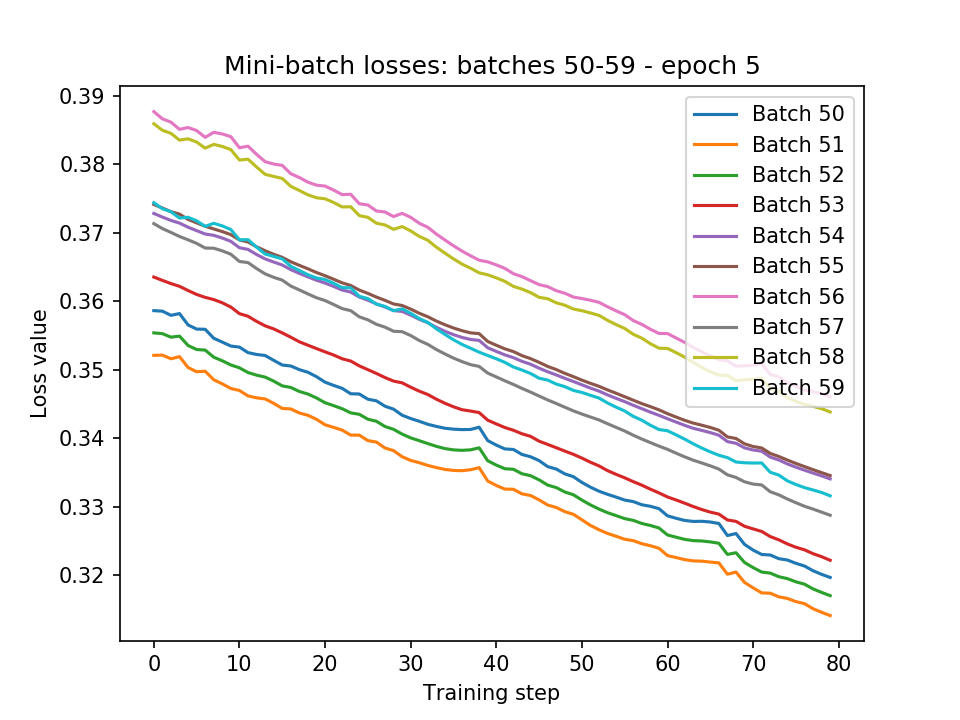 Mini-batch losses: batches 50-59 - epoch 5
0.39
0.38
0.37
0.36
0.35
0.34
0.33
0.32
Loss value
0 10 20 30 40 50 60 70 80
Training step
Batch 50
Batch 51
Batch 52
Batch 53
Batch 54
Batch 55
Batch 56
Batch 57
Batch 58
Batch 59